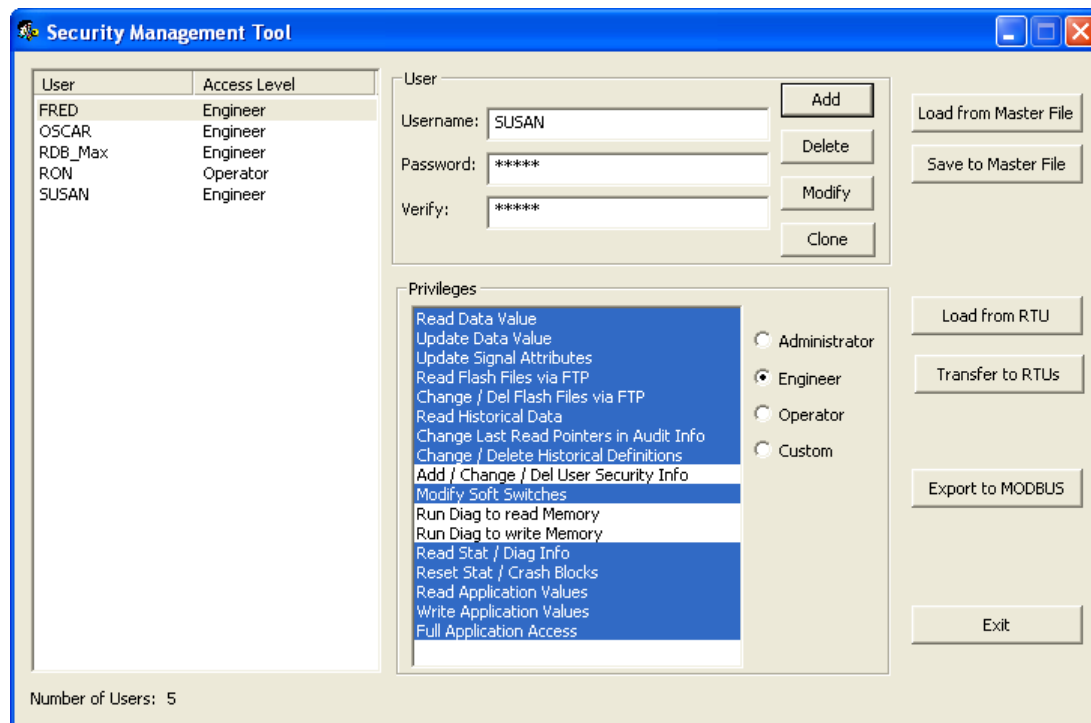 Security Management Tool
User Access Level
FRED Engineer
OSCAR Engineer
RDB_Max Engineer
RON Operator
SUSAN Engineer
Number of Users: 5
User
Username: SUSAN
Password: *****
Verify: *****
Add
Delete
Modify
Clone
Privileges
Read Data Value
Update Data Value
Update Signal Attributes
Read Flash Files via FTP
Change / Del Flash Files via FTP
Read Historical Data
Change Last Read Pointers in Audit Info
Change / Delete Historical Definitions
Add / Change / Del User Security Info
Modify Soft Switches
Run Diag to read Memory
Run Diag to write Memory
Read Stat / Diag Info
Reset Stat / Crash Blocks
Read Application Values
Write Application Values
Full Application Access
Administrator
Engineer
Operator
Custom
Load from Master File
Save to Master File
Load from RTU
Transfer to RTUs
Export to MODBUS
Exit